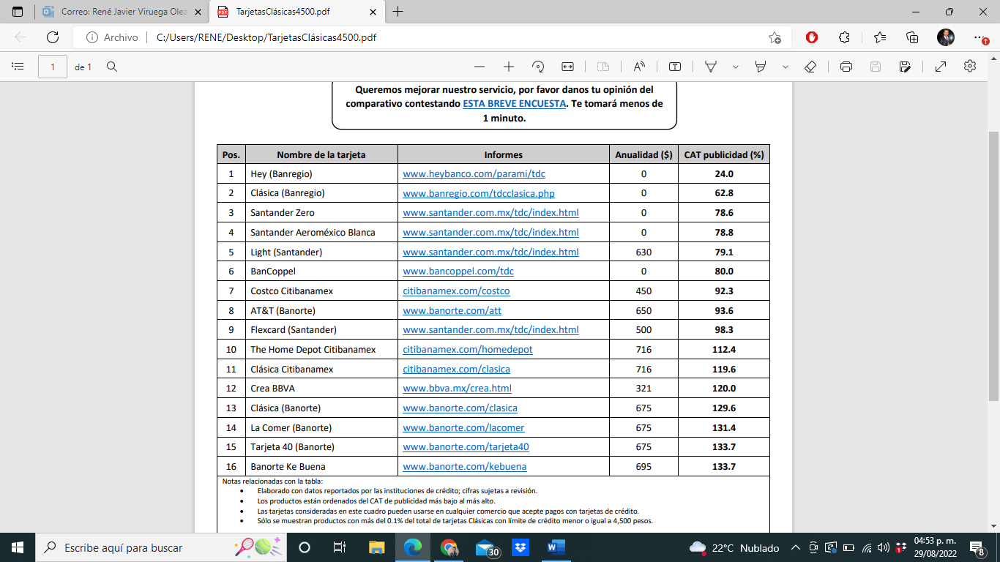 Correo: René Javier Viruega Olea
TarjetasClásicas4500.pdf
Archivo
C:/Users/RENE/Desktop/TarjetasClásicas4500.pdf
1 de 1
Queremos mejorar nuestro servicio, por favor danos tu opinión del
comparativo contestando ESTA BREVE ENCUESTA. Te tomará menos de
1 minuto.
Pos. Nombre de la tarjeta Informes Anualidad ($) CAT publicidad (%)
1 Hey (Banregio) www.heybanco.com/parami/tdc 0 24.0
2 Clásica (Banregio) www.banregio.com/tdcclasica.php 0 62.8
3 Santander Zero www.santander.com.mx/tdc/index.html 0 78.6
4 Santander Aeroméxico Blanca www.santander.com.mx/tdc/index.html 0 78.8
5 Light (Santander) www.santander.com.mx/tdc/index.html 630 79.1
6 BanCoppel www.bancoppel.com/tdc 0 80.0
7 Costco Citibanamex citibanamex.com/costco 450 92.3
8 AT&T (Banorte) www.banorte.com/att 650 93.6
9 Flexcard (Santander) www.santander.com.mx/tdc/index.html 500 98.3
10 The Home Depot Citibanamex citibanamex.com/homedepot 716 112.4
11 Clásica Citibanamex citibanamex.com/clasica 716 119.6
12 Crea BBVA www.bbva.mx/crea.html 321 120.0
13 Clásica (Banorte) www.banorte.com/clasica 675 129.6
14 La Comer (Banorte) www.banorte.com/lacomer 675 131.4
15 Tarjeta 40 (Banorte) www.banorte.com/tarjeta40 675 133.7
16 Banorte Ke Buena www.banorte.com/kebuena 695 133.7
Notas relacionadas con la tabla:
• Elaborado con datos reportados por las instituciones de crédito; cifras sujetas a revisión.
• Los productos están ordenados del CAT de publicidad más bajo al más alto.
• Las tarjetas consideradas en este cuadro pueden usarse en cualquier comercio que acepte pagos con tarjetas de crédito.
• Sólo se muestran productos con más del 0.1% del total de tarjetas Clásicas con límite de crédito menor o igual a 4,500 pesos.
Escribe aquí para buscar
30
22°C Nublado
1
04:53 p. m.
29/08/2022
8